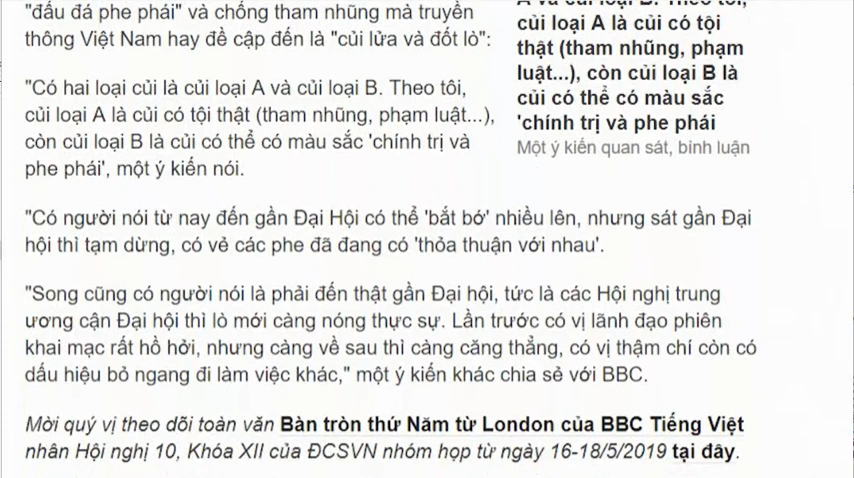 "đấu đá phe phái" và chống tham nhũng mà truyền
thông Việt Nam hay đề cập đến là "củi lửa và đốt lò":
"Có hai loại củi là củi loại A và củi loại B. Theo tôi,
củi loại A là củi có tội thật (tham nhũng, phạm luật...),
còn củi loại B là củi có thể có màu sắc 'chính trị và
phe phái', một ý kiến nói.
củi loại A là củi có tội
thật (tham nhũng, phạm
luật...), còn củi loại B là
củi có thể có màu sắc
'chính trị và phe phái
Một ý kiến quan sát, bình luận
"Có người nói từ nay đến gần Đại Hội có thể 'bắt bớ' nhiều lên, nhưng sát gần Đại
hội thì tạm dừng, có vẻ các phe đã đang có 'thỏa thuận với nhau'.
"Song cũng có người nói là phải đến thật gần Đại hội, tức là các Hội nghị trung
ương cận Đại hội thì lò mới càng nóng thực sự. Lần trước có vị lãnh đạo phiên
khai mạc rất hồ hởi, nhưng càng về sau thì càng căng thẳng, có vị thậm chí còn có
dấu hiệu bỏ ngang đi làm việc khác," một ý kiến khác chia sẻ với BBC.
Mời quý vị theo dõi toàn văn Bàn tròn thứ Năm từ London của BBC Tiếng Việt
nhân Hội nghị 10, Khóa XII của ĐCSVN nhóm họp từ ngày 16-18/5/2019 tại đây.